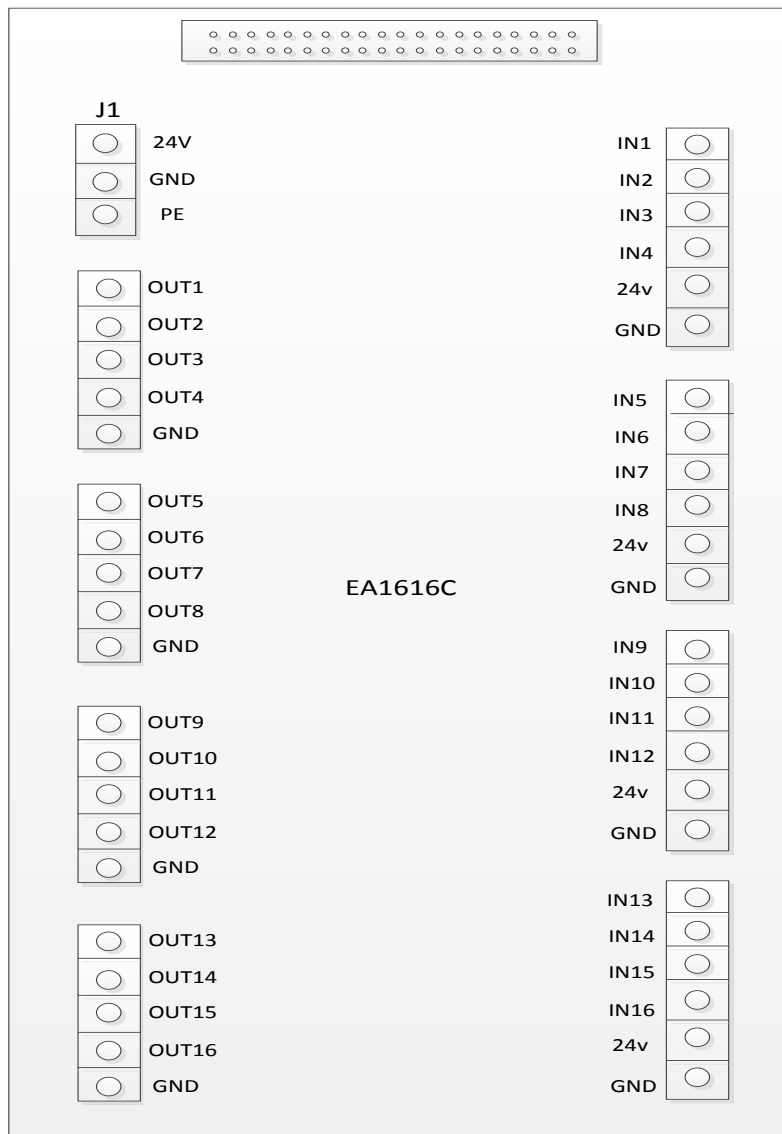 J1
24V
GND
PE
OUT1
OUT2
OUT3
OUT4
GND
OUT5
OUT6
OUT7
OUT8
GND
OUT9
OUT10
OUT11
OUT12
GND
OUT13
OUT14
OUT15
OUT16
GND
EA1616C
IN1
IN2
IN3
IN4
24v
GND
IN5
IN6
IN7
IN8
24v
GND
IN9
IN10
IN11
IN12
24v
GND
IN13
IN14
IN15
IN16
24v
GND